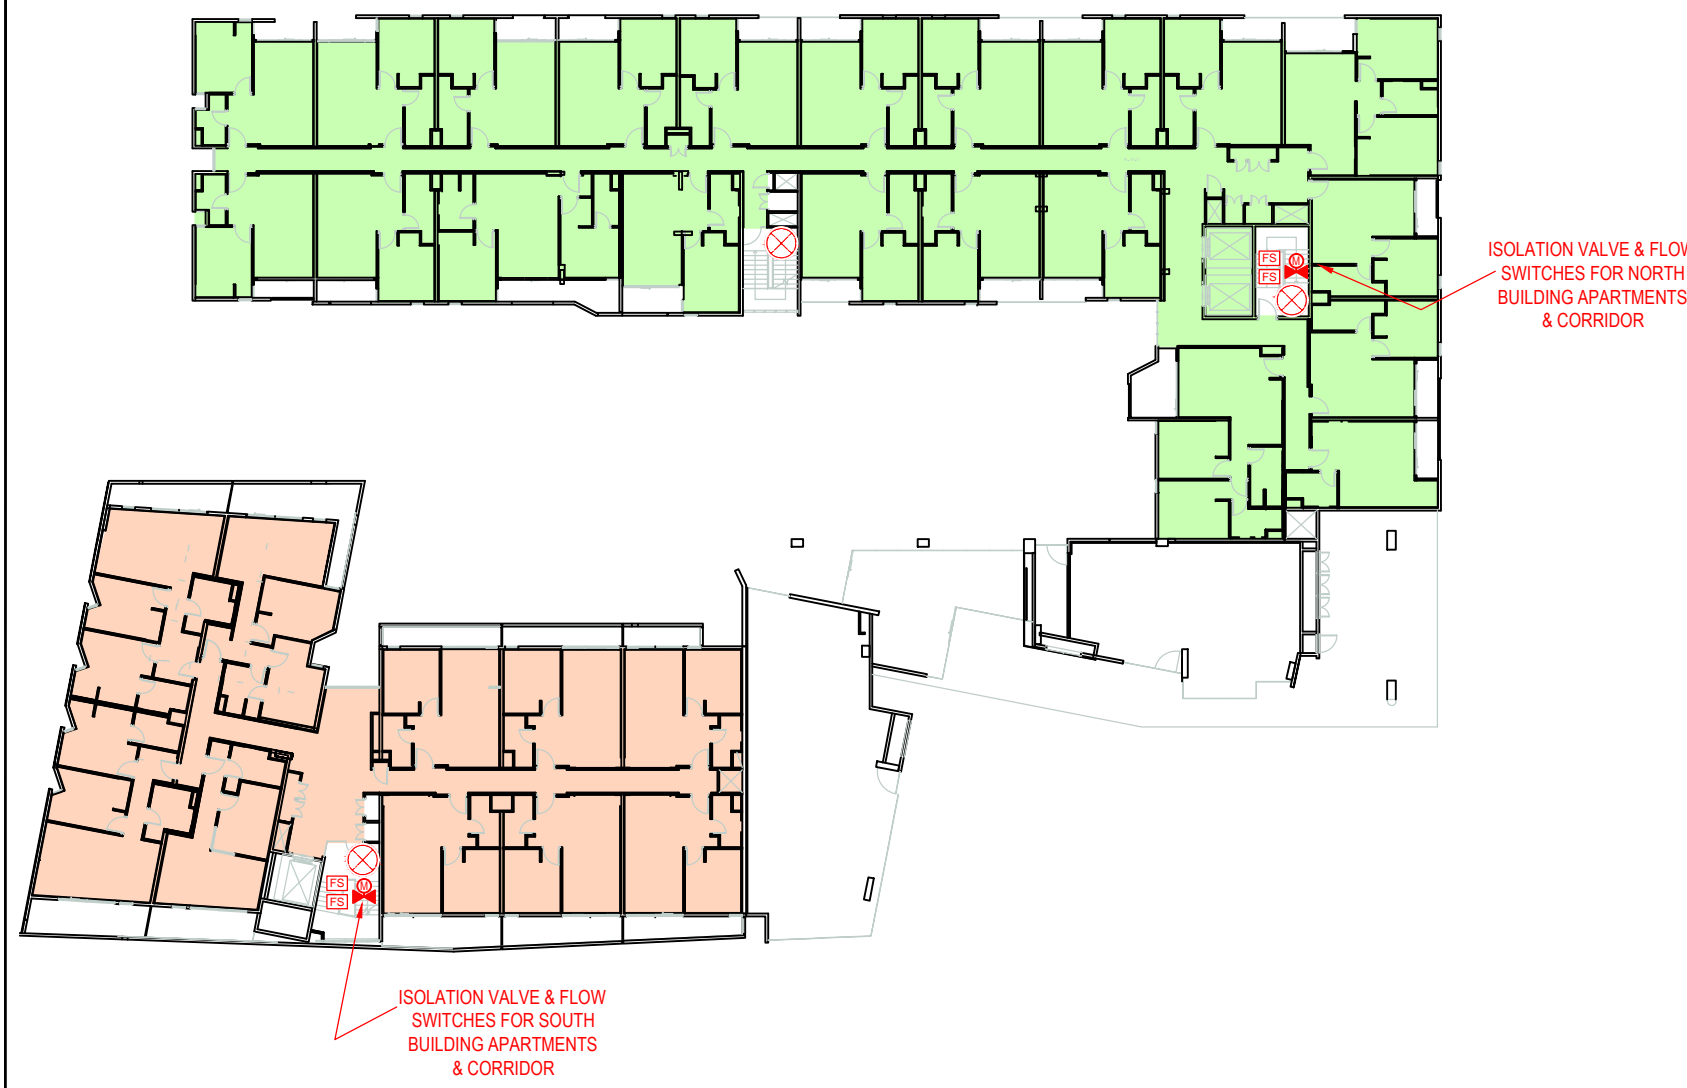 ISOLATION VALVE & FLOW
SWITCHES FOR NORTH
BUILDING APARTMENTS
& CORRIDOR
FS
M
FS
FS
M
FS
ISOLATION VALVE & FLOW
SWITCHES FOR SOUTH
BUILDING APARTMENTS
& CORRIDOR